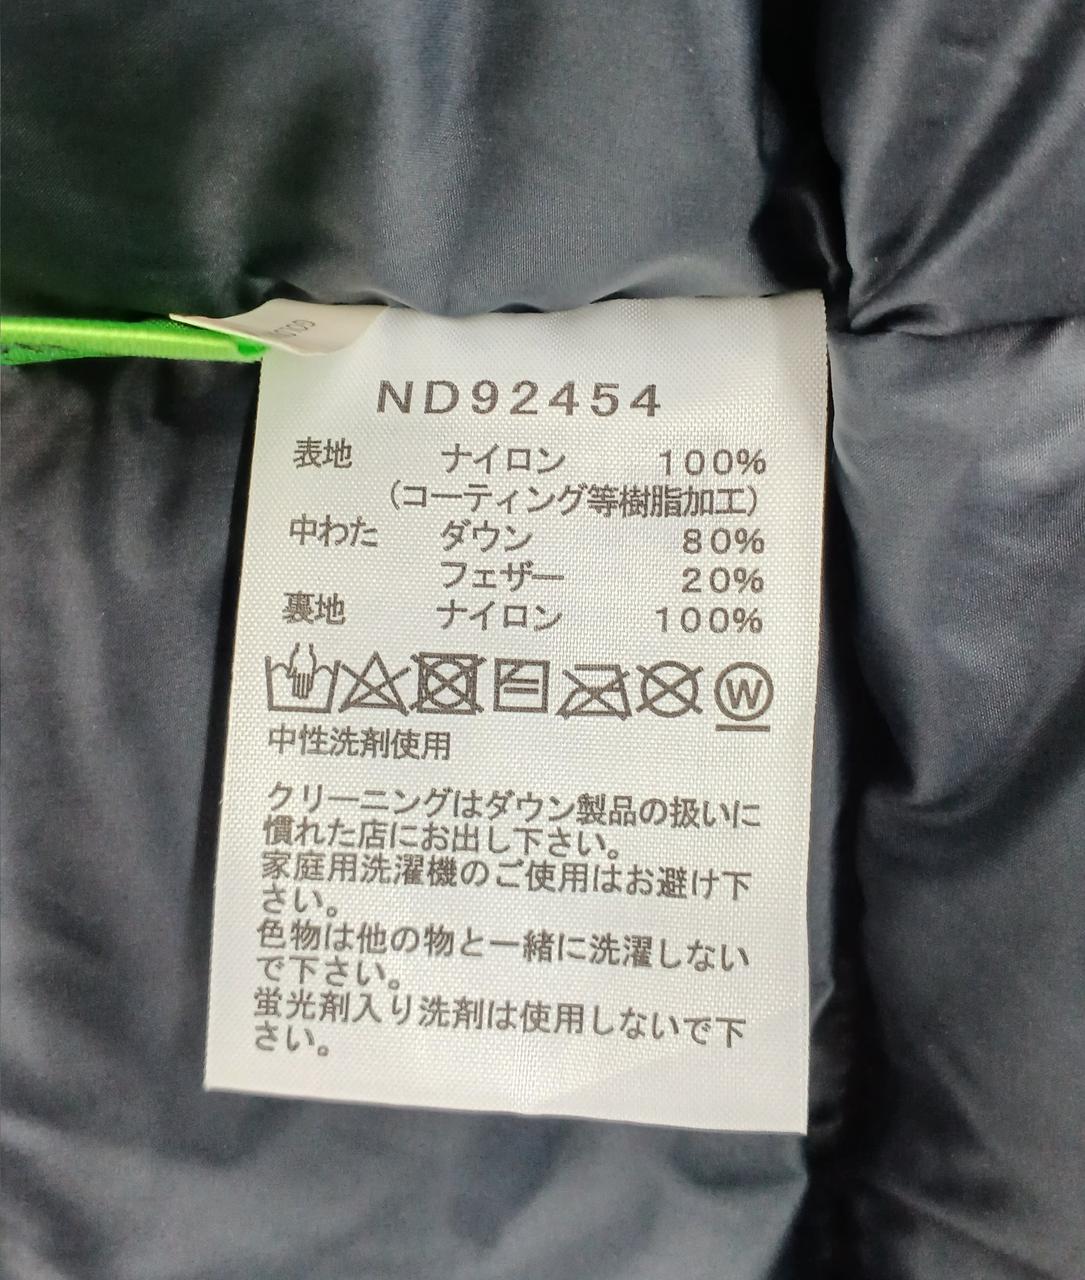 ND92454
表地 ナイロン 100%
(コーティング等樹脂加工)
中わた ダウン 80%
フェザー 20%
裏地 ナイロン 100%
W
中性洗剤使用
クリーニングはダウン製品の扱いに
慣れた店にお出し下さい。
家庭用洗濯機のご使用はお避け下
さい。
色物は他の物と一緒に洗濯しない
で下さい。
蛍光剤入り洗剤は使用しないで下
さい。